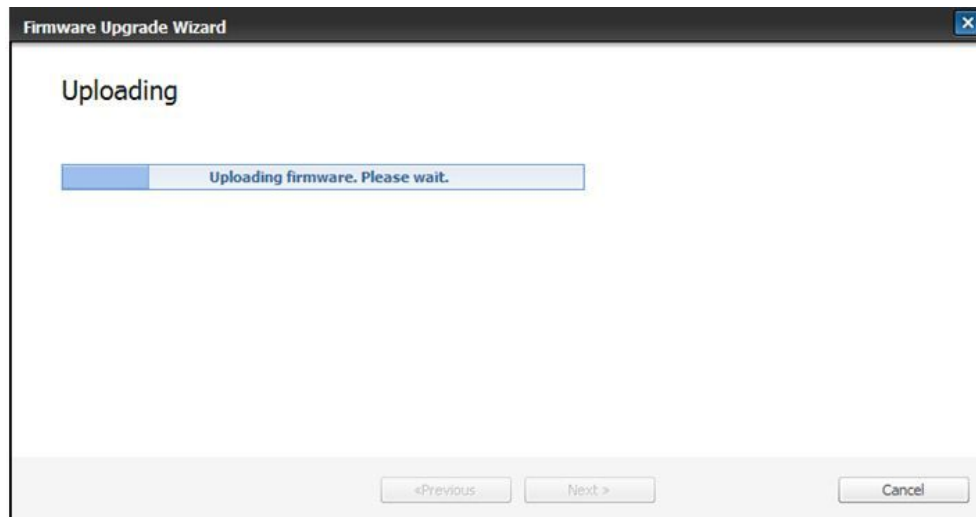 Firmware Upgrade Wizard
Uploading
Uploading firmware. Please wait.
«Previous Next » Cancel